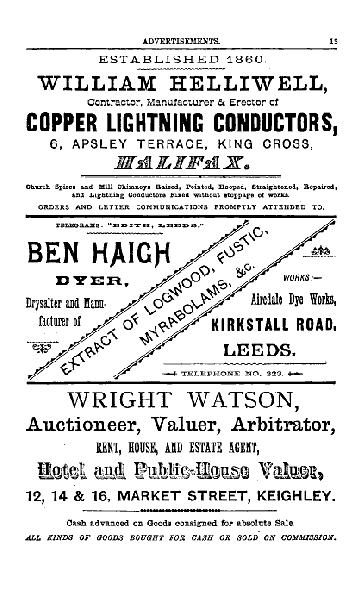 ADVERTISEMENTS.
ESTABLISHED 1860.
WILLIAM HELLIWELL,
Contractor, Manufacturer & Erector of
COPPER LIGHTNING CONDUCTORS,
6, APSLEY TERRACE, KING CROSS,
HALIFAX.
Church Spires and Mill Chimneys Raised, Pointed, Hooped, Straightened, Repaired,
and Lightning Conductors fixed without stoppage of works.
ORDERS AND LETTER COMMUNICATIONS PROMPTLY ATTENDED TO.
TELEGRAMS: "EDITH, LEEDS."
BEN HAIGH
DYER,
Drysalter and Manu-
facturer of
EXTRACT OF LOGWOOD, FUSTIC,
MYRABOLAMS, &c.
WORKS:—
Airedale Dye Works,
KIRKSTALL ROAD,
LEEDS.
TELEPHONE NO.
WRIGHT WATSON,
Auctioneer, Valuer, Arbitrator,
RENT, HOUSE, AND ESTATE AGENT,
Hotel and Public-House Valuer,
12, 14 & 16, MARKET STREET, KEIGHLEY.
Cash advanced on Goods consigned for absolute Sale
ALL KINDS OF GOODS BOUGHT FOR CASH OR SOLD ON COMMISSION.